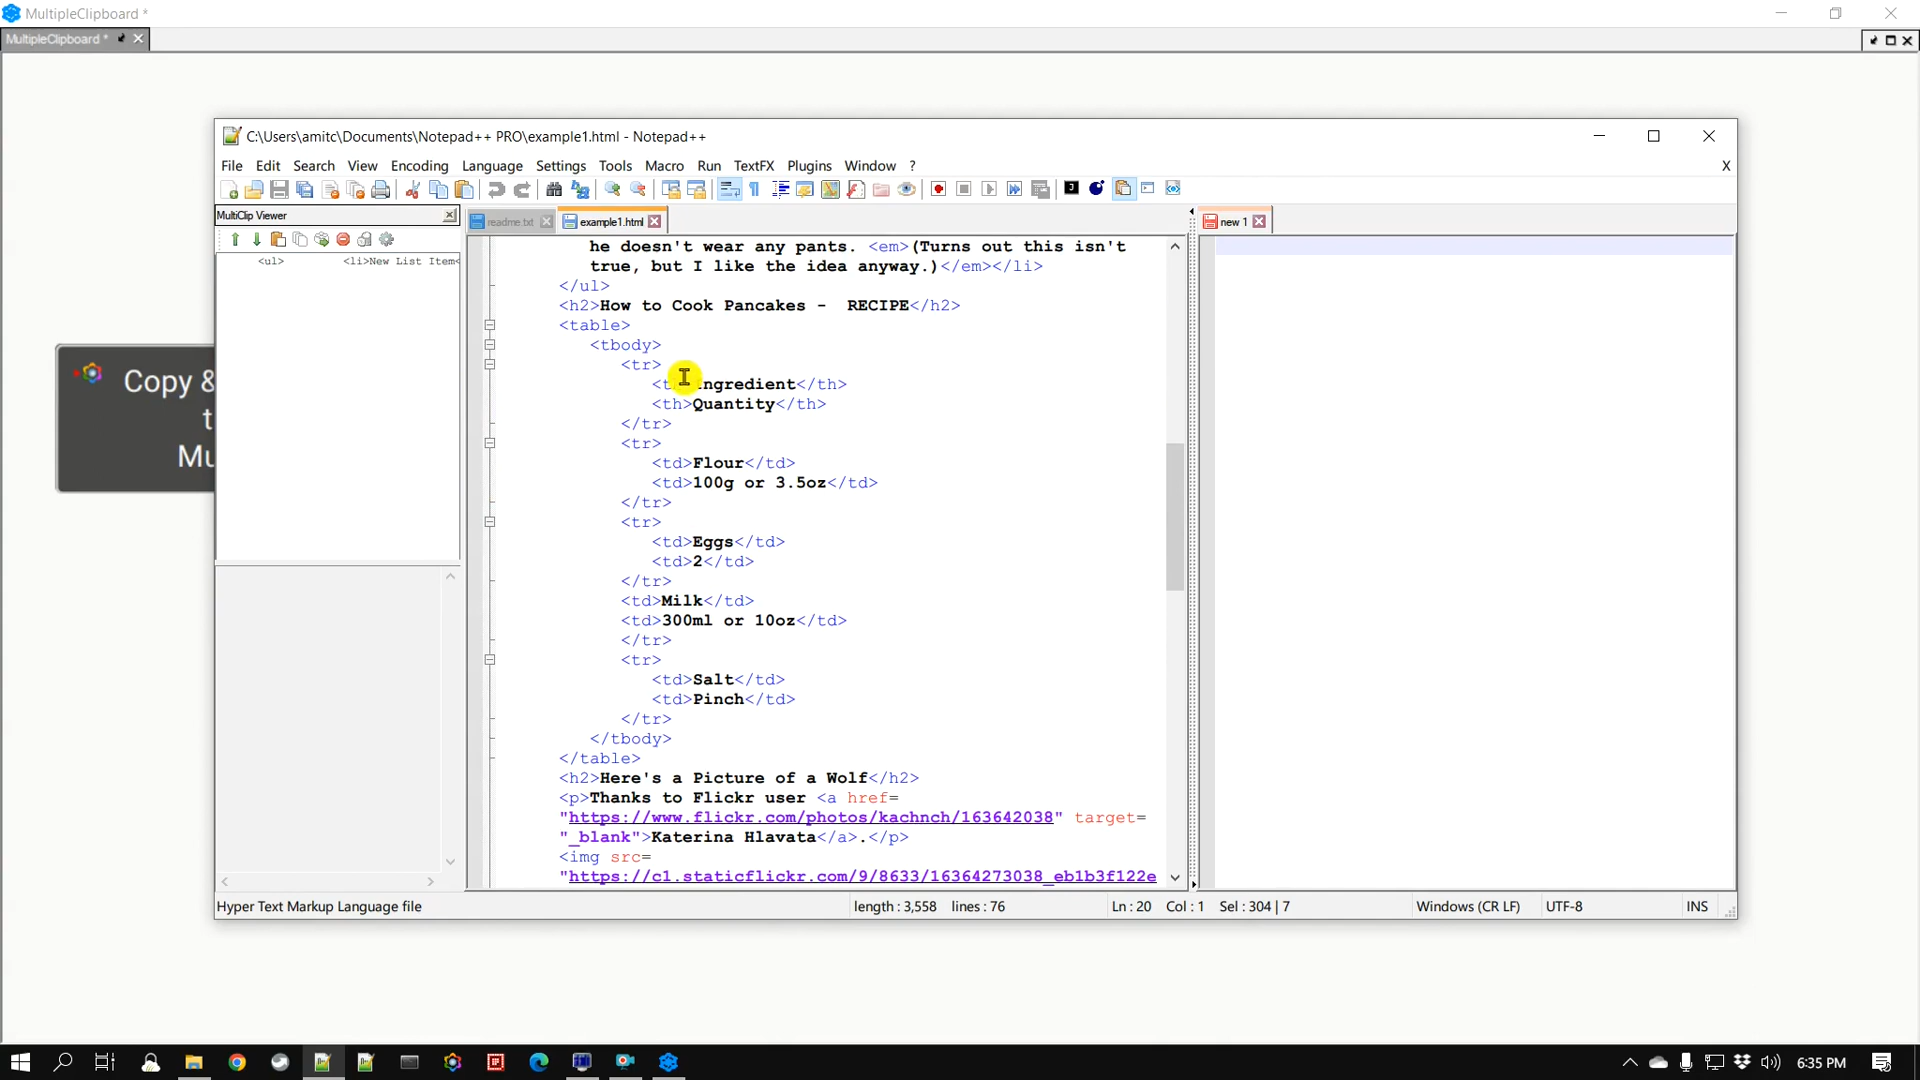 MultipleClipboard *
MultipleClipboard *
Copy &
t
Mu
C:\Users\amitc\Documents\Notepad++ PRO\example1.html - Notepad++
File Edit Search View Encoding Language Settings Tools Macro Run TextFX Plugins Window ? X
MultiClip Viewer
readme.txt example1.html new 1
<ul> <li>New List Item<
he doesn't wear any pants. <em>(Turns out this isn't
true, but I like the idea anyway.)</em></li>
</ul>
<h2>How to Cook Pancakes -  RECIPE</h2>
<table>
<tbody>
<tr>
<th>Ingredient</th>
<th>Quantity</th>
</tr>
<tr>
<td>Flour</td>
<td>100g or 3.5oz</td>
</tr>
<tr>
<td>Eggs</td>
<td>2</td>
</tr>
<td>Milk</td>
<td>300ml or 10oz</td>
</tr>
<tr>
<td>Salt</td>
<td>Pinch</td>
</tr>
</tbody>
</table>
<h2>Here's a Picture of a Wolf</h2>
<p>Thanks to Flickr user <a href=
"https://www.flickr.com/photos/kachnch/163642038" target=
"_blank">Katerina Hlavata</a>.</p>
<img src=
"https://c1.staticflickr.com/9/8633/16364273038_eb1b3f122e
Hyper Text Markup Language file length : 3,558 lines : 76 Ln : 20 Col : 1 Sel : 304 | 7 Windows (CR LF) UTF-8 INS
6:35 PM